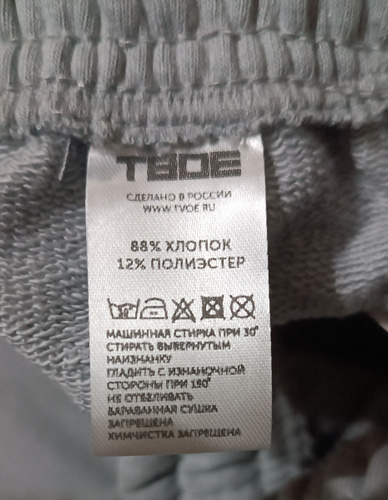 ТВОЕ
СДЕЛАНО В РОССИИ
WWW.TVOE.RU
88% ХЛОПОК
12% ПОЛИЭСТЕР
МАШИННАЯ СТИРКА ПРИ 30°
СТИРАТЬ ВЫВЕРНУТЫМ
НАИЗНАНКУ
ГЛАДИТЬ С ИЗНАНОЧНОЙ
СТОРОНЫ ПРИ 150°
НЕ ОТБЕЛИВАТЬ
БАРАБАННАЯ СУШКА
ЗАПРЕЩЕНА
ХИМЧИСТКА ЗАПРЕЩЕНА